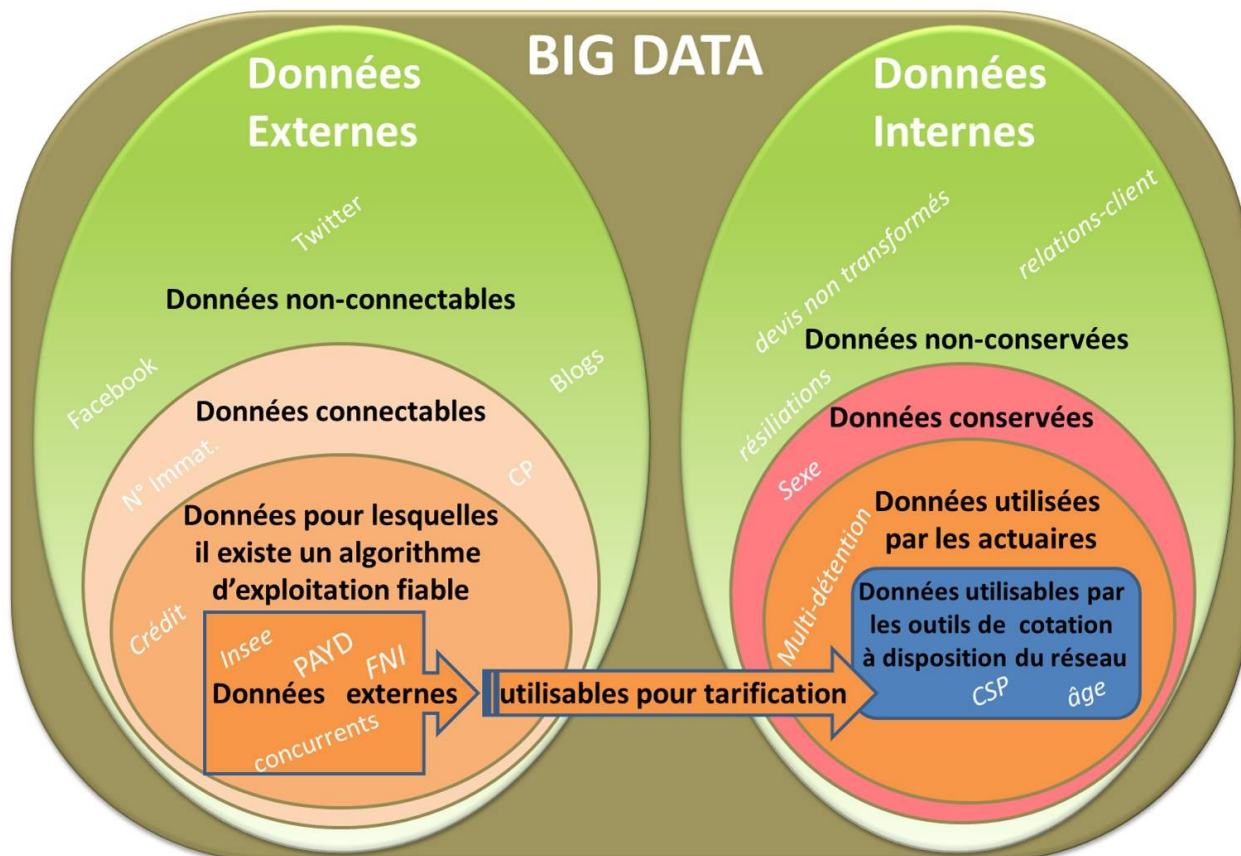 BIG DATA
Données
Externes
Twitter
Données non-connectables
Facebook
Blogs
Données connectables
N° Immat.
CP
Données pour lesquelles
il existe un algorithme
d'exploitation fiable
Crédit
Insee
PAYD
FNI
Données externes
utilisables pour tarification
concurrents
Données
Internes
devis non transformés
relations-client
Données non-conservées
résiliations
Données conservées
Sexe
Données utilisées
par les actuaires
Multi-détention
Données utilisables par
les outils de cotation
à disposition du réseau
CSP
âge